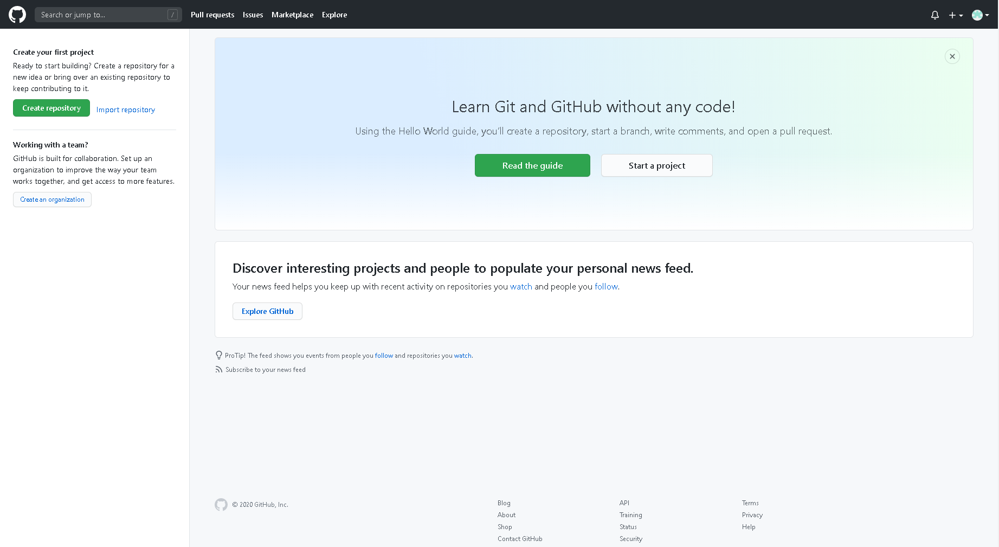 Search or jump to...
/
Pull requests
Issues
Marketplace
Explore
Create your first project
Ready to start building? Create a repository for a
new idea or bring over an existing repository to
keep contributing to it.
Create repository
Import repository
Working with a team?
GitHub is built for collaboration. Set up an
organization to improve the way your team
works together, and get access to more features.
Create an organization
Learn Git and GitHub without any code!
Using the Hello World guide, you’ll create a repository, start a branch, write comments, and open a pull request.
Read the guide
Start a project
Discover interesting projects and people to populate your personal news feed.
Your news feed helps you keep up with recent activity on repositories you watch and people you follow.
Explore GitHub
ProTip! The feed shows you events from people you follow and repositories you watch.
Subscribe to your news feed
© 2020 GitHub, Inc.
Blog
About
Shop
Contact GitHub
API
Training
Status
Security
Terms
Privacy
Help